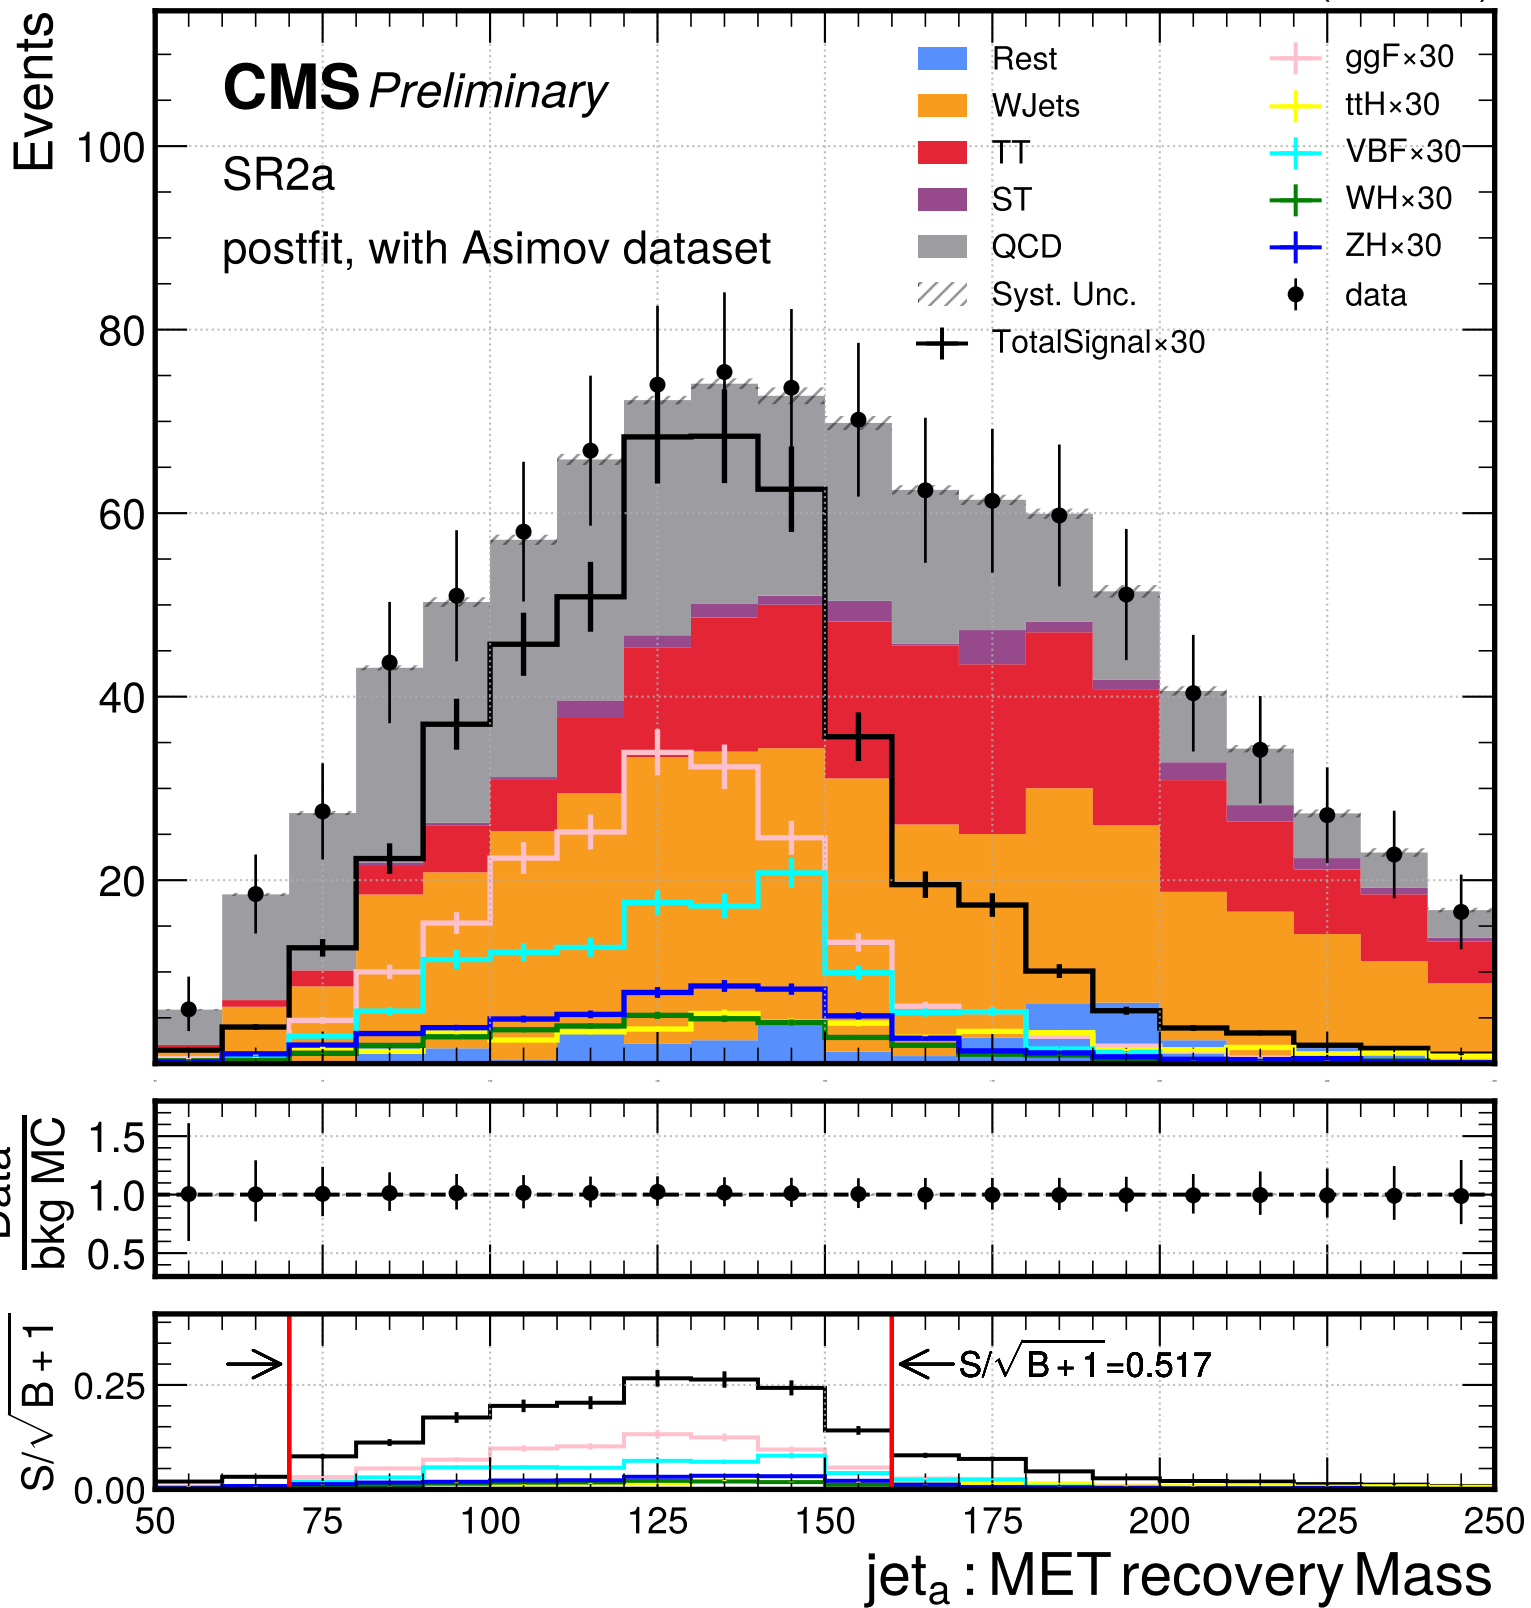 Events
CMS Preliminary
SR2a
postfit, with Asimov dataset
Rest
WJets
TT
ST
QCD
Syst. Unc.
TotalSignal×30
ggF×30
ttH×30
VBF×30
WH×30
ZH×30
data
100
80
60
40
20
bkg MC
1.5
1.0
0.5
S/√B + 1
0.25
0.00
S/√B + 1=0.517
50 75 100 125 150 175 200 225 250
jet_a : MET recovery Mass